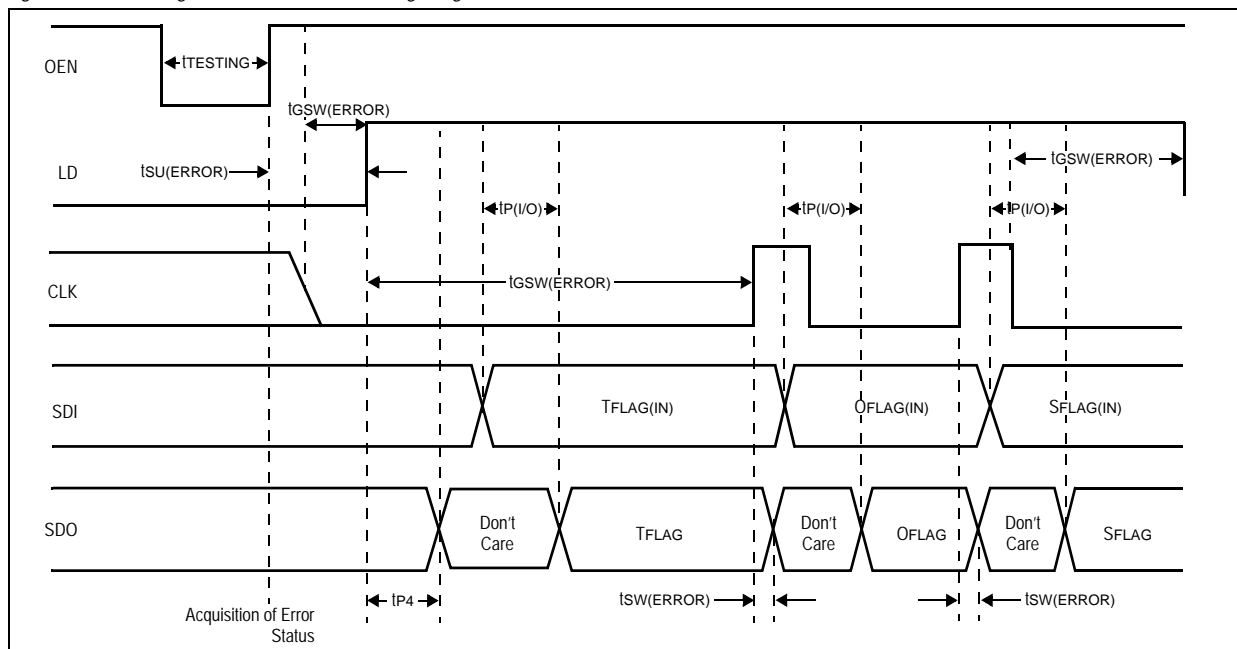 OEN
tTESTING
tGSW(ERROR)
LD
tSU(ERROR)
tGSW(ERROR)
tP(I/O)
tP(I/O)
tP(I/O)
CLK
tGSW(ERROR)
SDI
TFLAG(IN)
OFLAG(IN)
SFLAG(IN)
SDO
Don't
Care
TFLAG
Don't
Care
OFLAG
Don't
Care
SFLAG
tP4
tSW(ERROR)
tSW(ERROR)
Acquisition of Error
Status